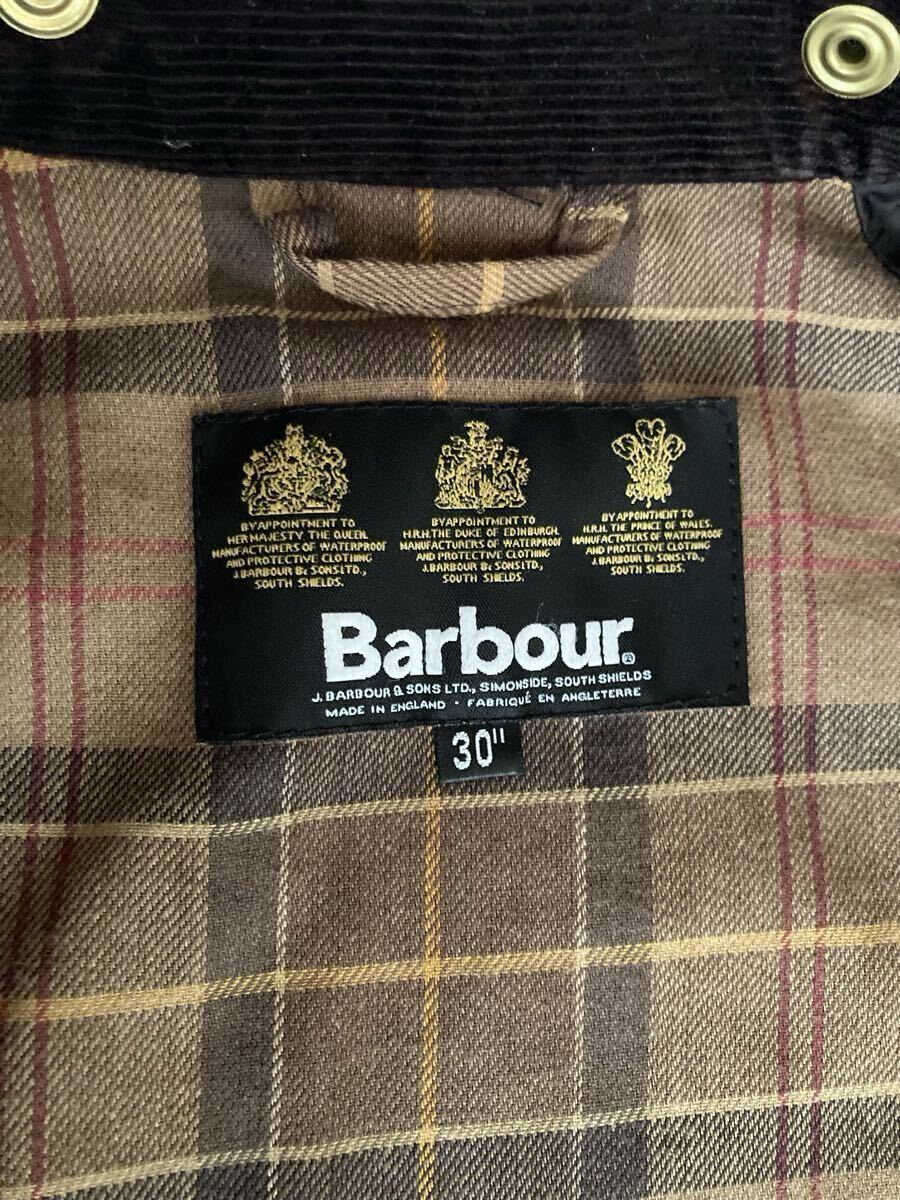 BY APPOINTMENT TO
HER MAJESTY THE QUEEN
MANUFACTURERS OF WATERPROOF
AND PROTECTIVE CLOTHING
J.BARBOUR & SONS LTD.,
SOUTH SHIELDS.
BY APPOINTMENT TO
H.R.H. THE DUKE OF EDINBURGH.
MANUFACTURERS OF WATERPROOF
AND PROTECTIVE CLOTHING
J.BARBOUR & SONS LTD.,
SOUTH SHIELDS.
BY APPOINTMENT TO
H.R.H. THE PRINCE OF WALES.
MANUFACTURERS OF WATERPROOF
AND PROTECTIVE CLOTHING
J.BARBOUR & SONS LTD.,
SOUTH SHIELDS.
Barbour®
J. BARBOUR & SONS LTD., SIMONSIDE, SOUTH SHIELDS
MADE IN ENGLAND · FABRIQUÉ EN ANGLETERRE
30"